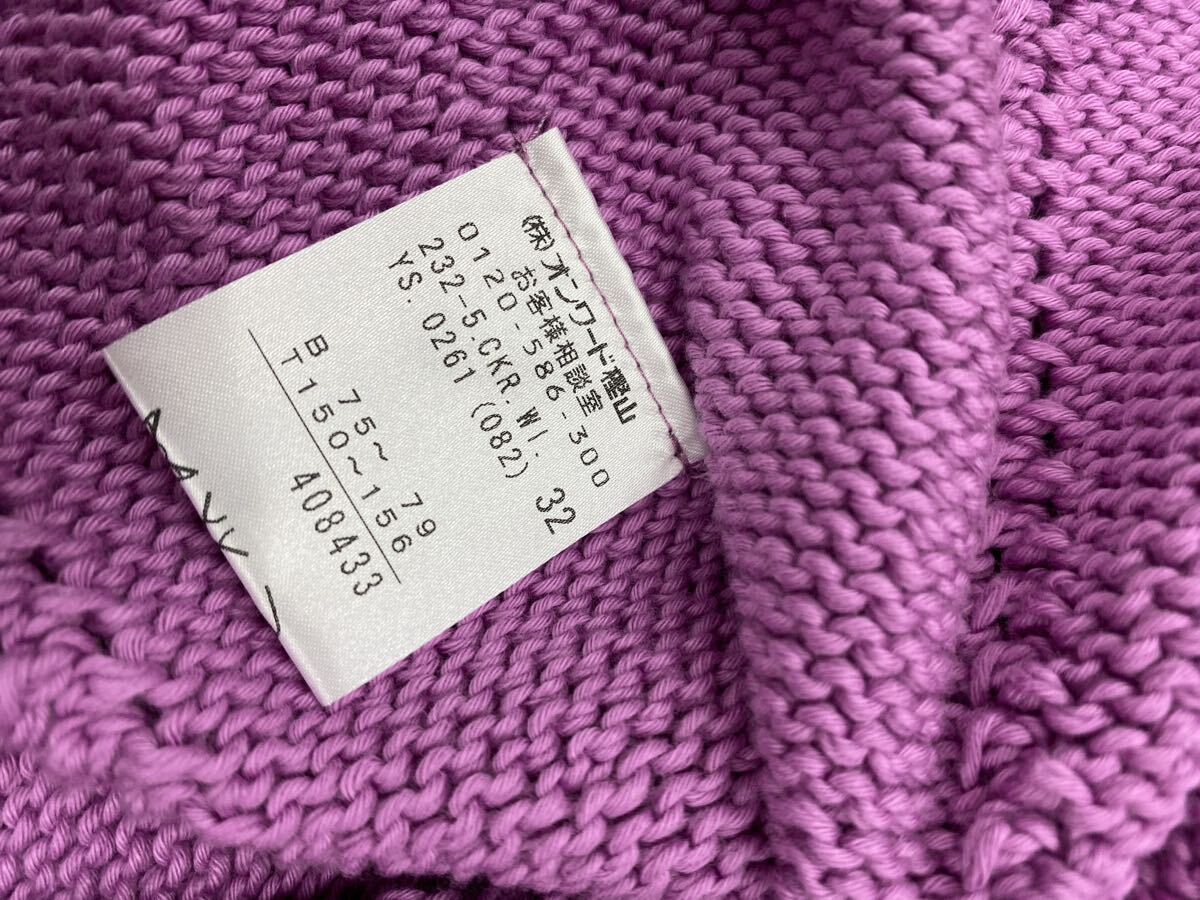 (株)オンワード樫山
お客様相談室
0120-586-300
232-5.CKR.WI. 32
YS.0261 (082)
B 75~ 79
T150~156
408433